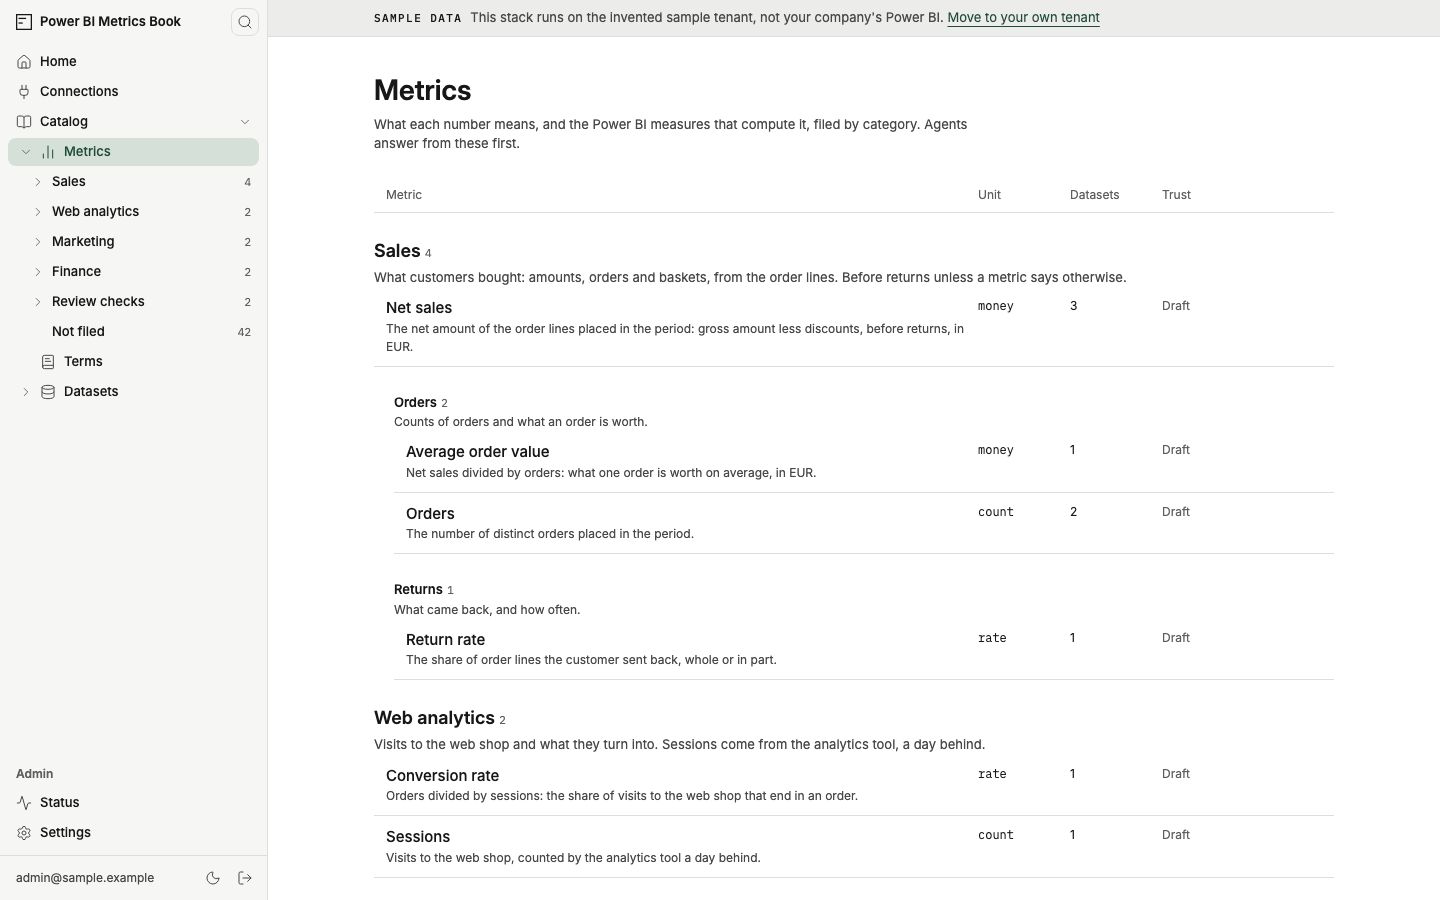 Power BI Metrics Book
Home
Connections
Catalog
Metrics
Sales 4
Web analytics 2
Marketing 2
Finance 2
Review checks 2
Not filed 42
Terms
Datasets
Admin
Status
Settings
admin@sample.example
SAMPLE DATA This stack runs on the invented sample tenant, not your company's Power BI. Move to your own tenant
Metrics
What each number means, and the Power BI measures that compute it, filed by category. Agents
answer from these first.
Metric Unit Datasets Trust
Sales 4
What customers bought: amounts, orders and baskets, from the order lines. Before returns unless a metric says otherwise.
Net sales money 3 Draft
The net amount of the order lines placed in the period: gross amount less discounts, before returns, in
EUR.
Orders 2
Counts of orders and what an order is worth.
Average order value money 1 Draft
Net sales divided by orders: what one order is worth on average, in EUR.
Orders count 2 Draft
The number of distinct orders placed in the period.
Returns 1
What came back, and how often.
Return rate rate 1 Draft
The share of order lines the customer sent back, whole or in part.
Web analytics 2
Visits to the web shop and what they turn into. Sessions come from the analytics tool, a day behind.
Conversion rate rate 1 Draft
Orders divided by sessions: the share of visits to the web shop that end in an order.
Sessions count 1 Draft
Visits to the web shop, counted by the analytics tool a day behind.